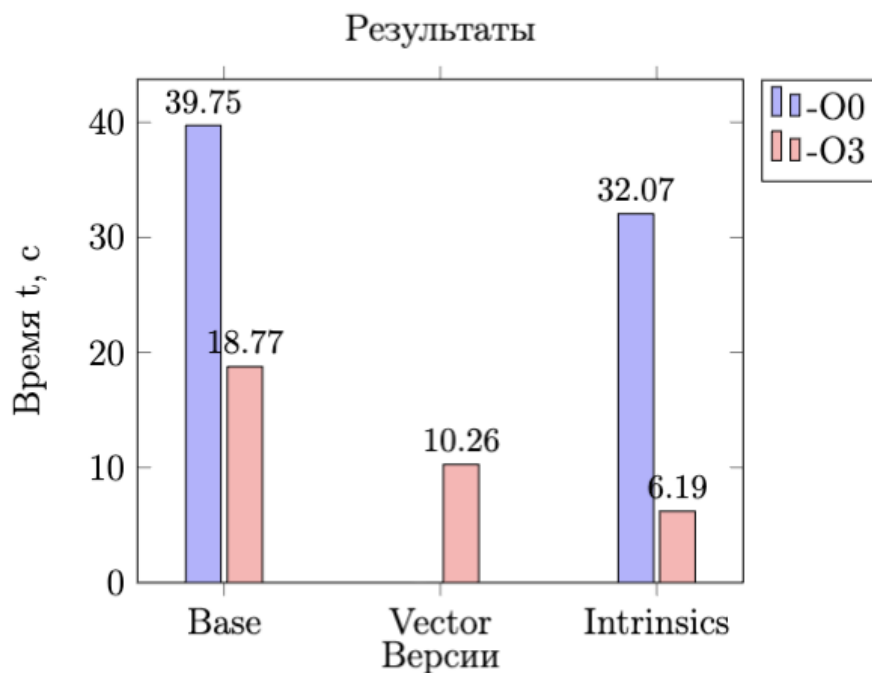 Результаты
39.75
18.77
10.26
32.07
6.19
-O0
-O3
40
30
20
10
0
Время t, с
Base
Vector
Intrinsics
Версии